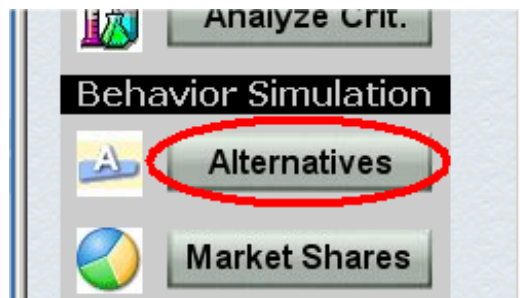 Analyze Crit.
Behavior Simulation
A
Alternatives
Market Shares